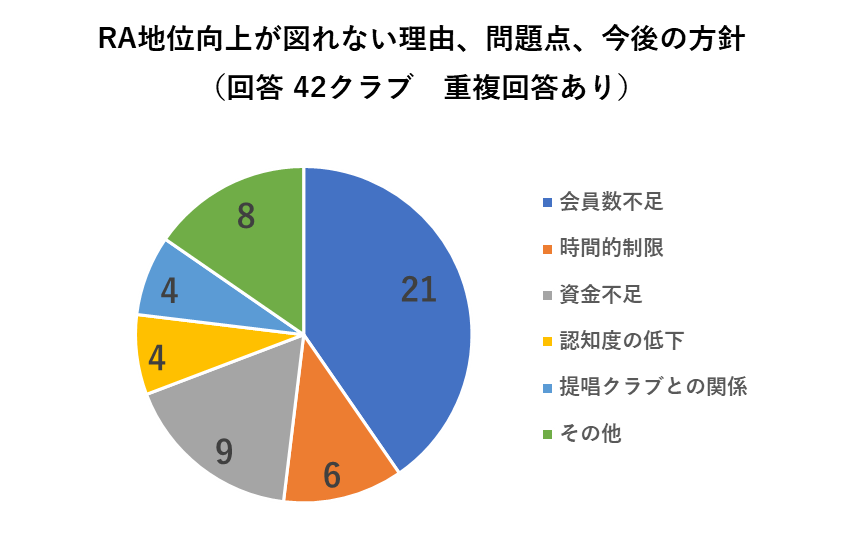 RA地位向上が図れない理由、問題点、今後の方針
（回答 42クラブ　重複回答あり）
21
6
9
4
4
8
会員数不足
時間的制限
資金不足
認知度の低下
提唱クラブとの関係
その他